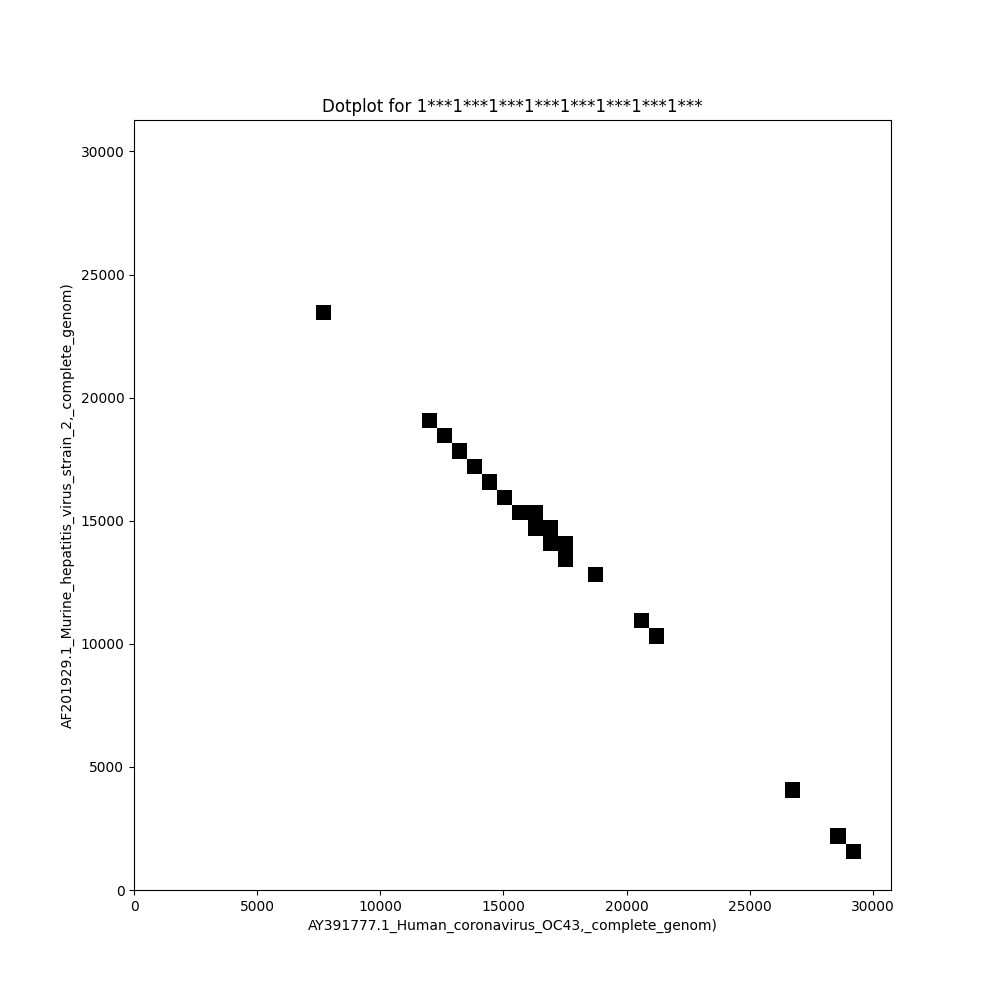 Dotplot for 1***1***1***1***1***1***1***1***
30000
25000
20000
15000
10000
5000
0
AF201929.1_Murine_hepatitis_virus_strain_2,_complete_genom)
0 5000 10000 15000 20000 25000 30000
AY391777.1_Human_coronavirus_OC43,_complete_genom)